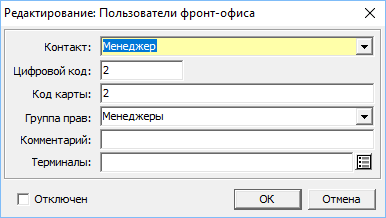 Редактирование: Пользователи фронт-офиса
Контакт: Менеджер
Цифровой код: 2
Код карты: 2
Группа прав: Менеджеры
Комментарий:
Терминалы:
Отключен OK Отмена